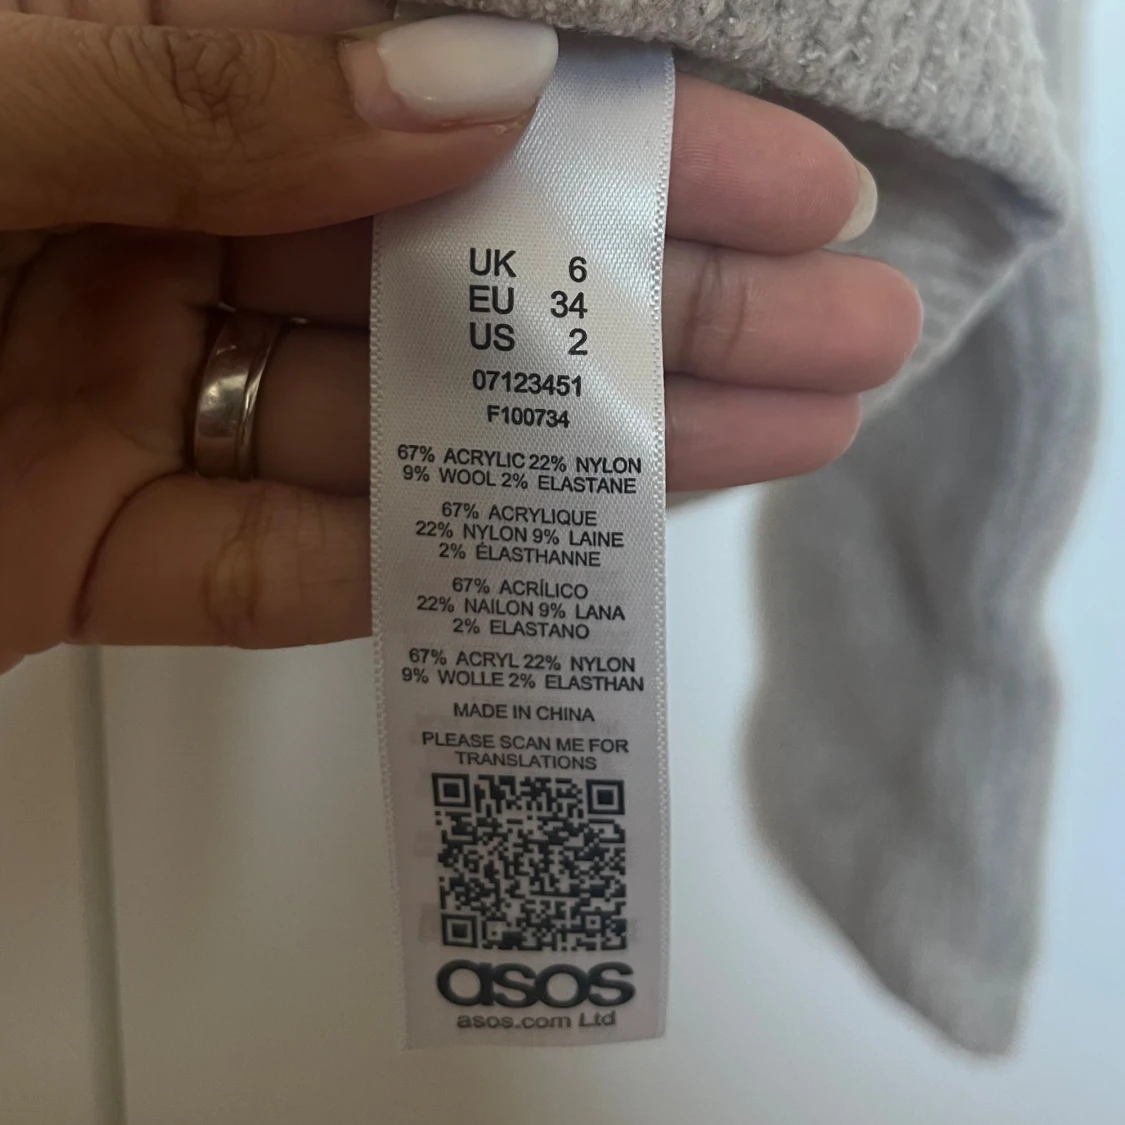 UK 6
EU 34
US 2
07123451
F100734
67% ACRYLIC 22% NYLON
9% WOOL 2% ELASTANE
67% ACRYLIQUE
22% NYLON 9% LAINE
2% ÉLASTHANNE
67% ACRÍLICO
22% NAILON 9% LANA
2% ELASTANO
67% ACRYL 22% NYLON
9% WOLLE 2% ELASTHAN
MADE IN CHINA
PLEASE SCAN ME FOR
TRANSLATIONS
asos
asos.com Ltd